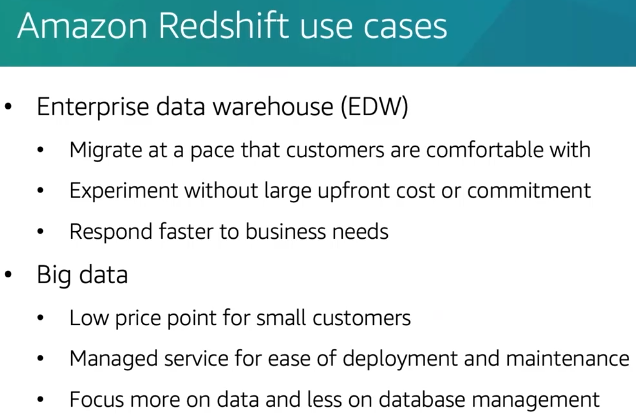 Amazon Redshift use cases
• Enterprise data warehouse (EDW)
• Migrate at a pace that customers are comfortable with
• Experiment without large upfront cost or commitment
• Respond faster to business needs
• Big data
• Low price point for small customers
• Managed service for ease of deployment and maintenance
• Focus more on data and less on database management